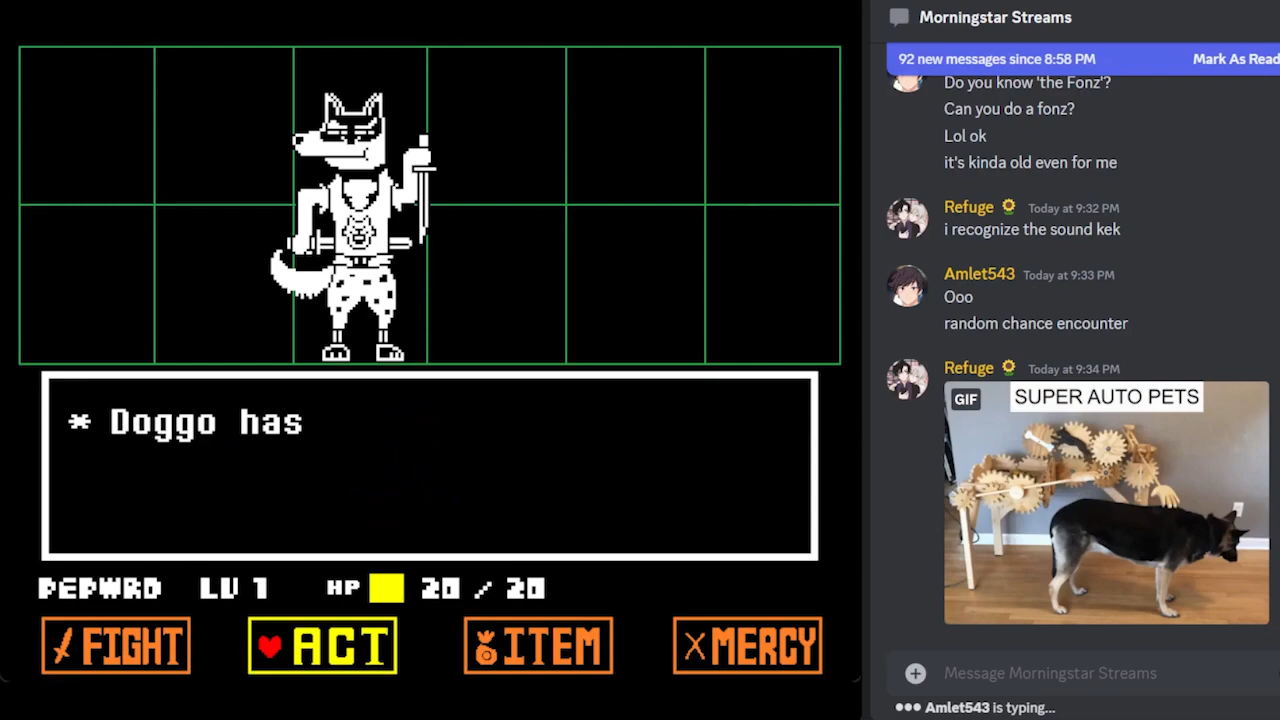 * Doggo has
PEPWRD LV 1 HP 20 / 20
FIGHT
ACT
ITEM
MERCY
Morningstar Streams
92 new messages since 8:58 PM Mark As Read
Do you know 'the Fonz'?
Can you do a fonz?
Lol ok
it's kinda old even for me
Refuge Today at 9:32 PM
i recognize the sound kek
Amlet543 Today at 9:33 PM
Ooo
random chance encounter
Refuge Today at 9:34 PM
GIF
SUPER AUTO PETS
Message Morningstar Streams
Amlet543 is typing...